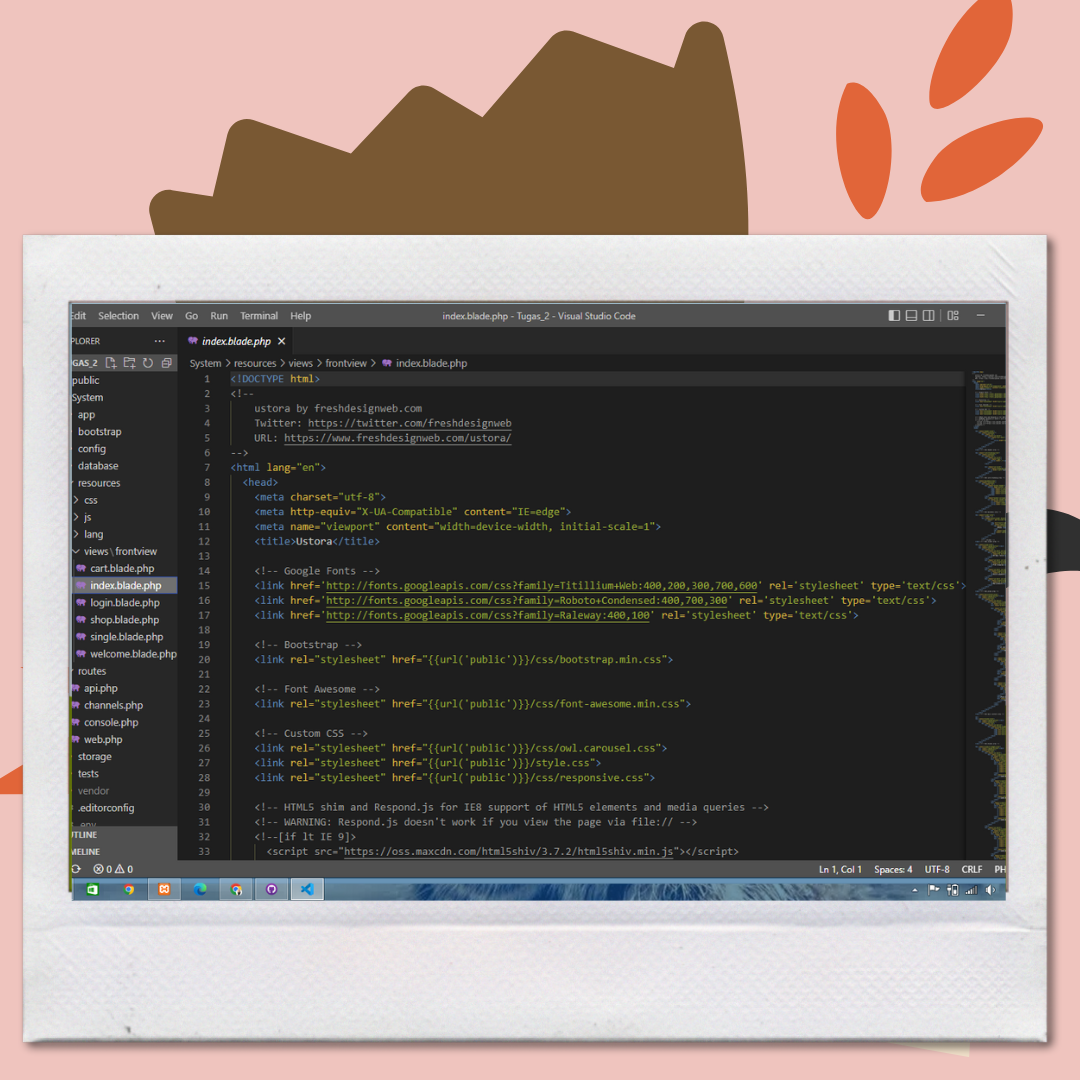 Edit Selection View Go Run Terminal Help index.blade.php - Tugas_2 - Visual Studio Code
PLORER ··· index.blade.php ×
GAS_2 System > resources > views > frontview > index.blade.php
public
System
app
bootstrap
config
database
resources
css
js
lang
views \ frontview
cart.blade.php
index.blade.php
login.blade.php
shop.blade.php
single.blade.php
welcome.blade.php
routes
api.php
channels.php
console.php
web.php
storage
tests
vendor
.editorconfig
.env
UTLINE
MELINE
1 <!DOCTYPE html>
2 <!--
3 ustora by freshdesignweb.com
4 Twitter: https://twitter.com/freshdesignweb
5 URL: https://www.freshdesignweb.com/ustora/
6 -->
7 <html lang="en">
8 <head>
9 <meta charset="utf-8">
10 <meta http-equiv="X-UA-Compatible" content="IE=edge">
11 <meta name="viewport" content="width=device-width, initial-scale=1">
12 <title>Ustora</title>
13
14 <!-- Google Fonts -->
15 <link href='http://fonts.googleapis.com/css?family=Titillium+Web:400,200,300,700,600' rel='stylesheet' type='text/css'>
16 <link href='http://fonts.googleapis.com/css?family=Roboto+Condensed:400,700,300' rel='stylesheet' type='text/css'>
17 <link href='http://fonts.googleapis.com/css?family=Raleway:400,100' rel='stylesheet' type='text/css'>
18
19 <!-- Bootstrap -->
20 <link rel="stylesheet" href="{{url('public')}}/css/bootstrap.min.css">
21
22 <!-- Font Awesome -->
23 <link rel="stylesheet" href="{{url('public')}}/css/font-awesome.min.css">
24
25 <!-- Custom CSS -->
26 <link rel="stylesheet" href="{{url('public')}}/css/owl.carousel.css">
27 <link rel="stylesheet" href="{{url('public')}}/style.css">
28 <link rel="stylesheet" href="{{url('public')}}/css/responsive.css">
29
30 <!-- HTML5 shim and Respond.js for IE8 support of HTML5 elements and media queries -->
31 <!-- WARNING: Respond.js doesn't work if you view the page via file:// -->
32 <!--[if lt IE 9]>
33 <script src="https://oss.maxcdn.com/html5shiv/3.7.2/html5shiv.min.js"></script>
0 0 Ln 1, Col 1 Spaces: 4 UTF-8 CRLF PH